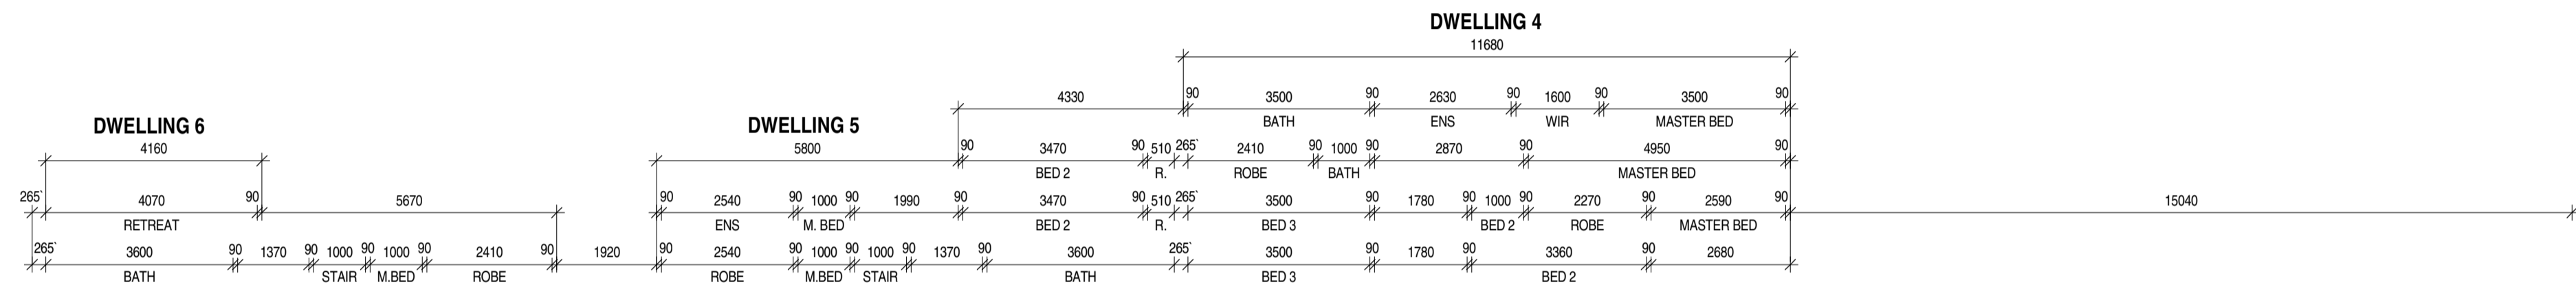 DWELLING 4
11680
4330 90 3500 90 2630 90 1600 90 3500 90
BATH ENS WIR MASTER BED
DWELLING 6 DWELLING 5
4160 5800 90 3470 90 510 265` 2410 90 1000 90 2870 90 4950 90
BED 2 R. ROBE BATH MASTER BED
265` 4070 90 5670 90 2540 90 1000 90 1990 90 3470 90 510 265` 3500 90 1780 90 1000 90 2270 90 2590 90 15040
RETREAT ENS M. BED BED 2 R. BED 3 BED 2 ROBE MASTER BED
265` 3600 90 1370 90 1000 90 1000 90 2410 90 1920 90 2540 90 1000 90 1000 90 1370 90 3600 265` 3500 90 1780 90 3360 90 2680
BATH STAIR M.BED ROBE ROBE M.BED STAIR BATH BED 3 BED 2